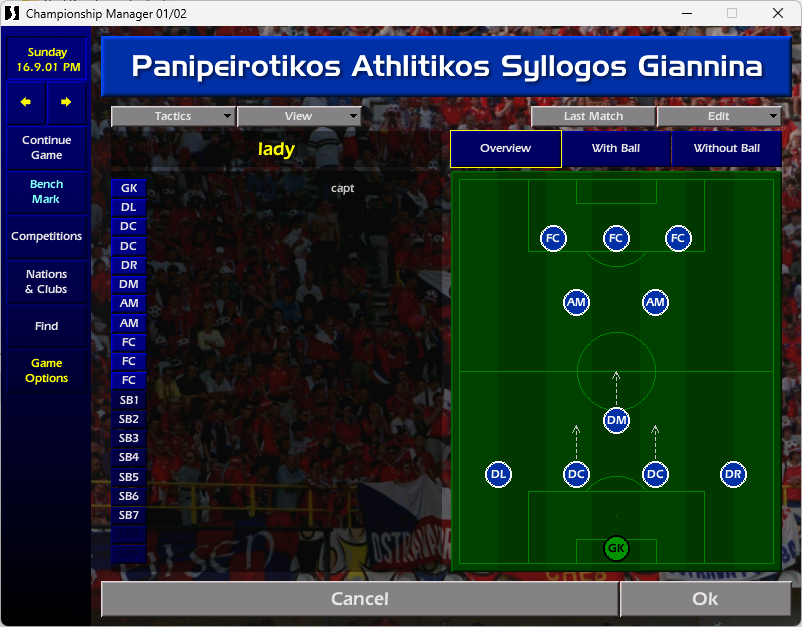 Championship Manager 01/02
Sunday
16.9.01 PM
Continue
Game
Bench
Mark
Competitions
Nations
& Clubs
Find
Game
Options
Panipeirotikos Athlitikos Syllogos Giannina
Tactics
View
Last Match
Edit
lady
Overview
With Ball
Without Ball
GK
capt
DL
DC
DC
DR
DM
AM
AM
FC
FC
FC
SB1
SB2
SB3
SB4
SB5
SB6
SB7
FC FC FC
AM AM
DM
DL DC DC DR
GK
OSTRAVA
Cancel
Ok